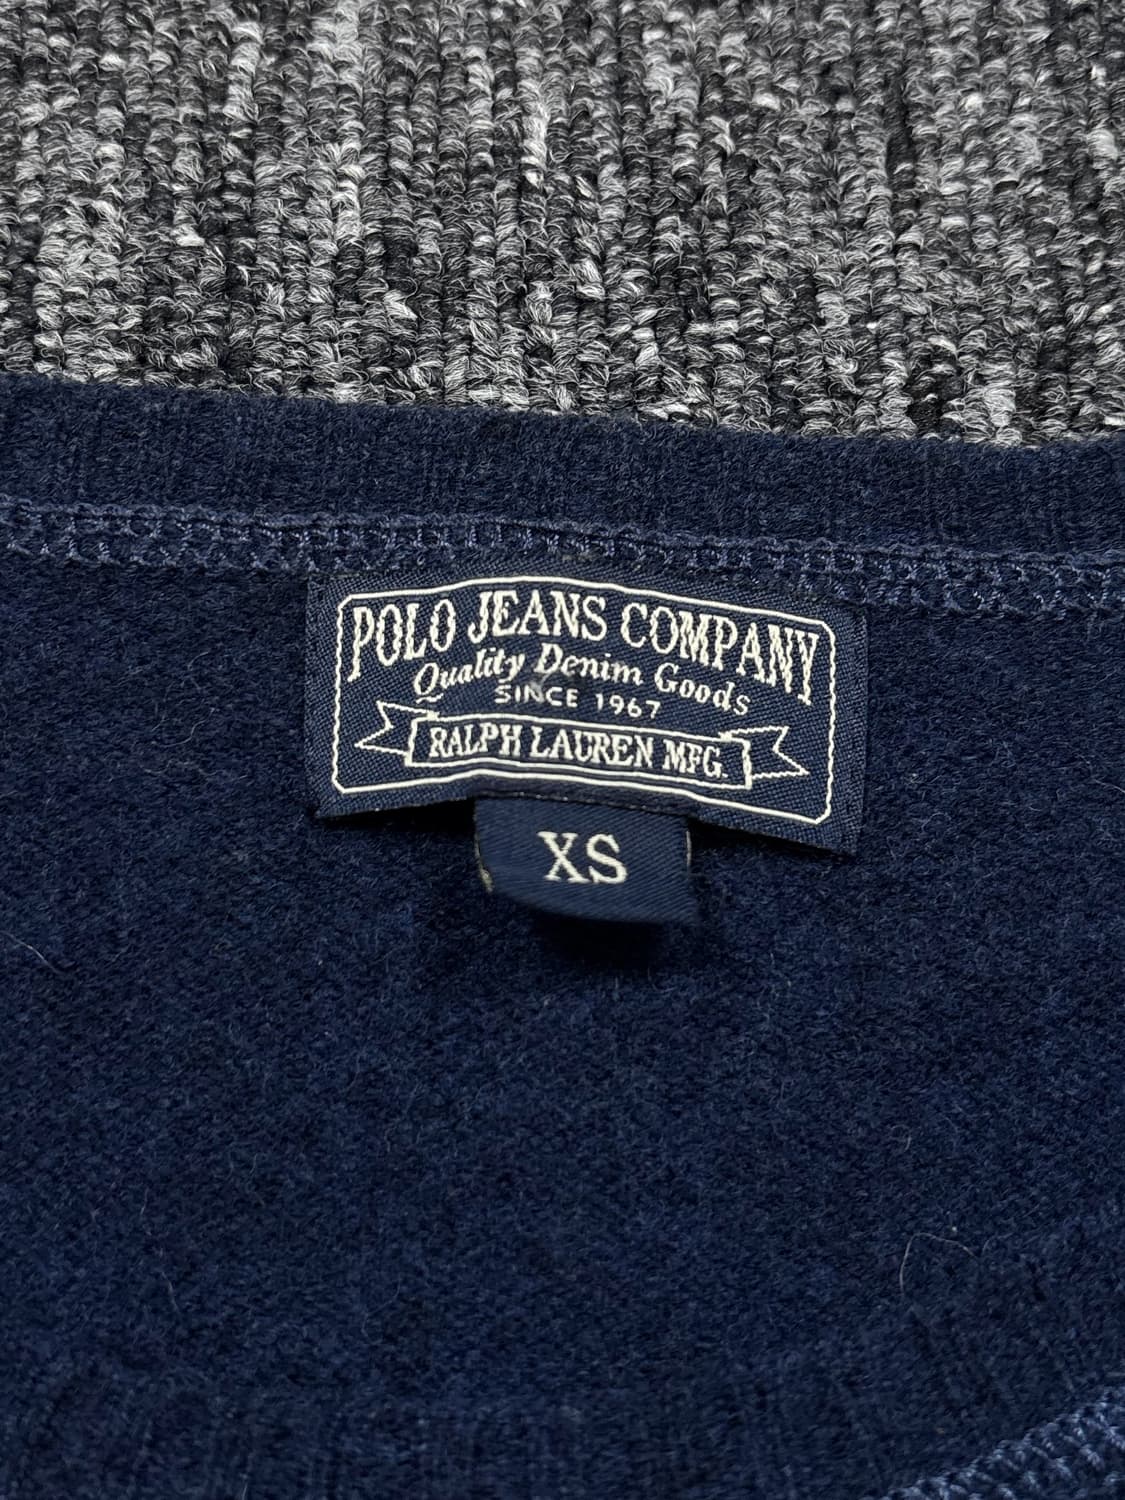 POLO JEANS COMPANY
Quality Denim Goods
SINCE 1967
RALPH LAUREN MFG.
XS